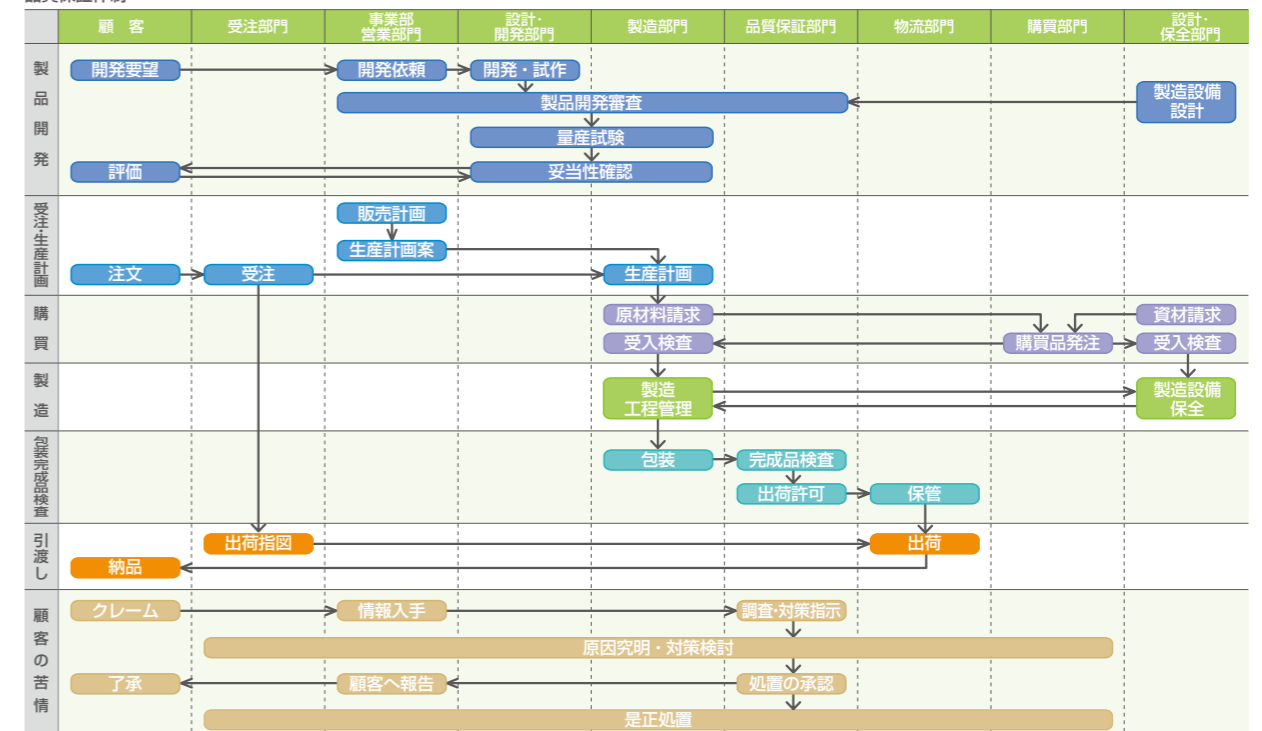 顧 客
受注部門
事業部
営業部門
設計・
開発部門
製造部門
品質保証部門
物流部門
購買部門
設計・
保全部門
製品開発
開発要望
開発依頼
開発・試作
製品開発審査
製造設備
設計
量産試験
評価
妥当性確認
受注・生産計画
販売計画
生産計画案
注文
受注
生産計画
購買
原材料請求
資材請求
受入検査
購買品発注
受入検査
製造
製造
工程管理
製造設備
保全
包装完成品検査
包装
完成品検査
出荷許可
保管
引渡し
出荷指図
出荷
納品
顧客の苦情
クレーム
情報入手
調査・対策指示
原因究明・対策検討
了承
顧客へ報告
処置の承認
是正処置